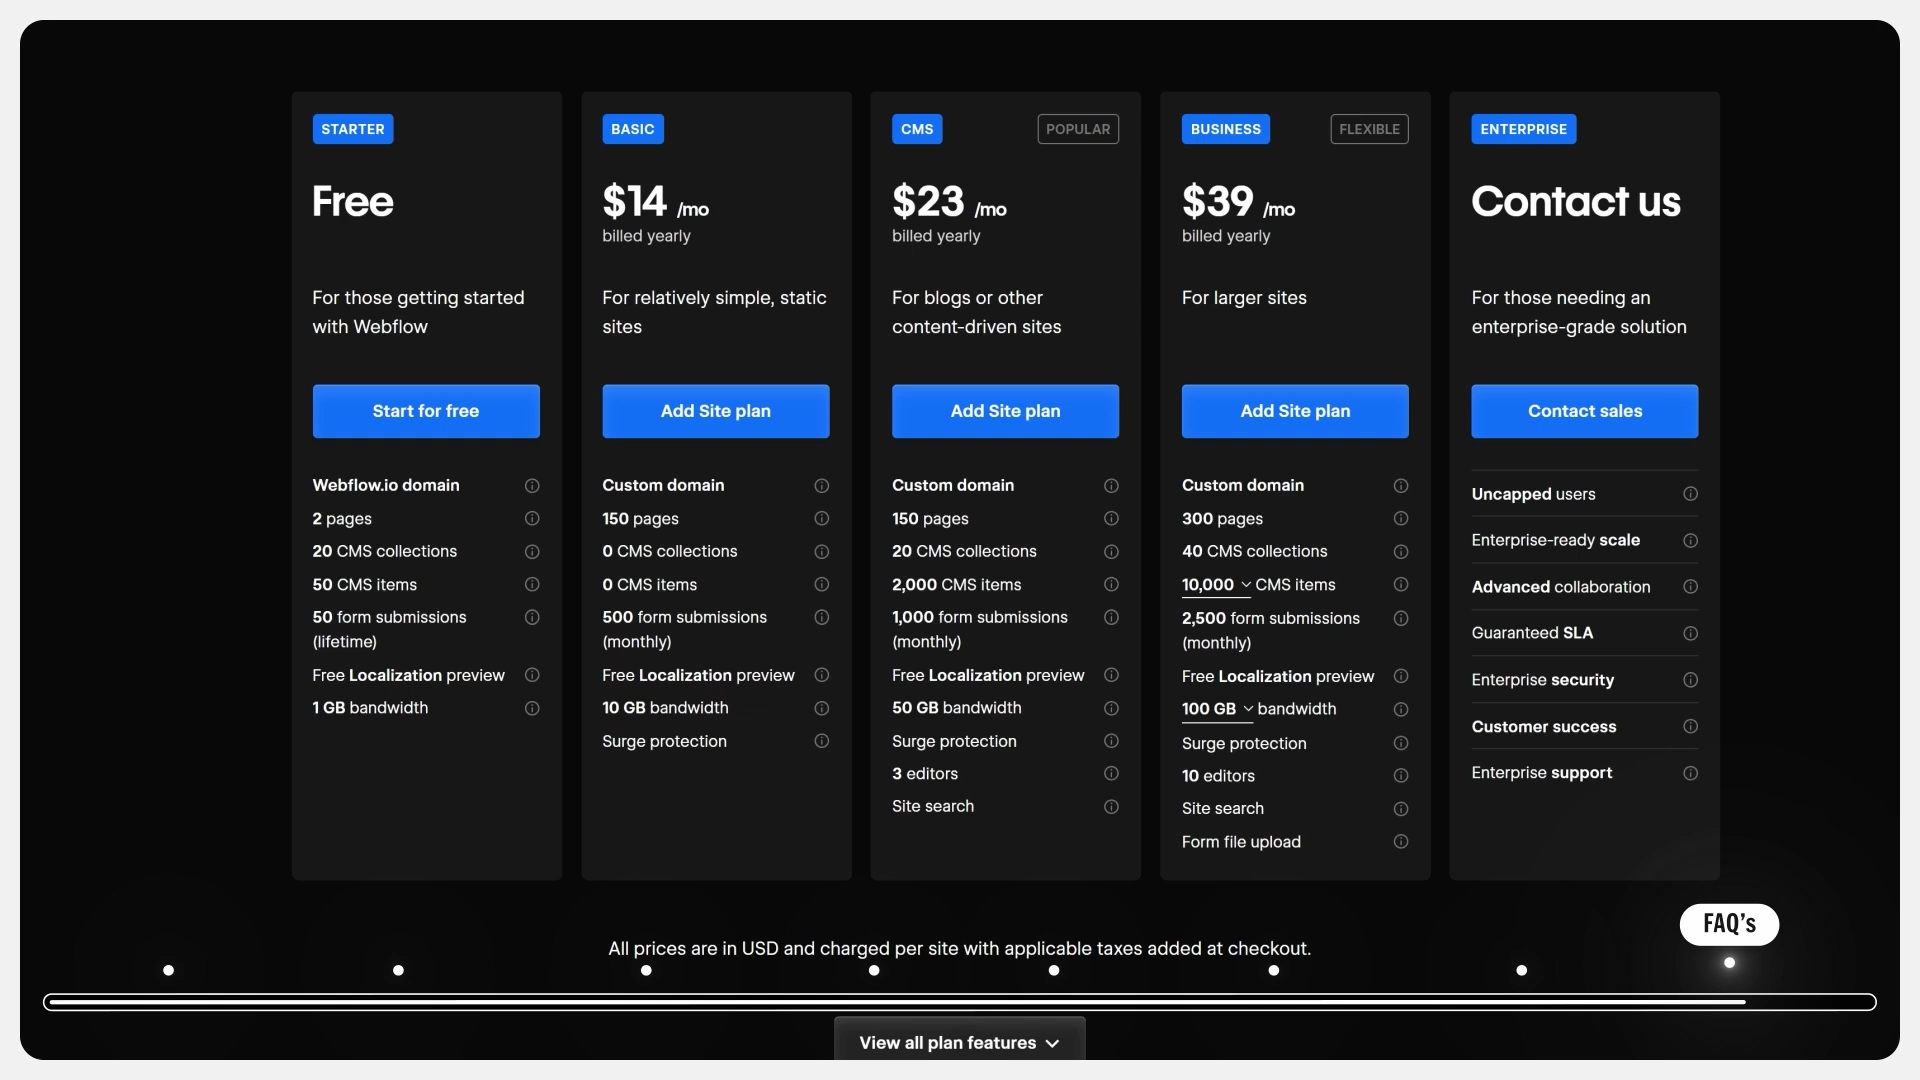 STARTER
Free
For those getting started
with Webflow
Start for free
Webflow.io domain
2 pages
20 CMS collections
50 CMS items
50 form submissions
(lifetime)
Free Localization preview
1 GB bandwidth
BASIC
$14 /mo
billed yearly
For relatively simple, static
sites
Add Site plan
Custom domain
150 pages
0 CMS collections
0 CMS items
500 form submissions
(monthly)
Free Localization preview
10 GB bandwidth
Surge protection
CMS POPULAR
$23 /mo
billed yearly
For blogs or other
content-driven sites
Add Site plan
Custom domain
150 pages
20 CMS collections
2,000 CMS items
1,000 form submissions
(monthly)
Free Localization preview
50 GB bandwidth
Surge protection
3 editors
Site search
BUSINESS FLEXIBLE
$39 /mo
billed yearly
For larger sites
Add Site plan
Custom domain
300 pages
40 CMS collections
10,000 CMS items
2,500 form submissions
(monthly)
Free Localization preview
100 GB bandwidth
Surge protection
10 editors
Site search
Form file upload
ENTERPRISE
Contact us
For those needing an
enterprise-grade solution
Contact sales
Uncapped users
Enterprise-ready scale
Advanced collaboration
Guaranteed SLA
Enterprise security
Customer success
Enterprise support
FAQ's
All prices are in USD and charged per site with applicable taxes added at checkout.
View all plan features